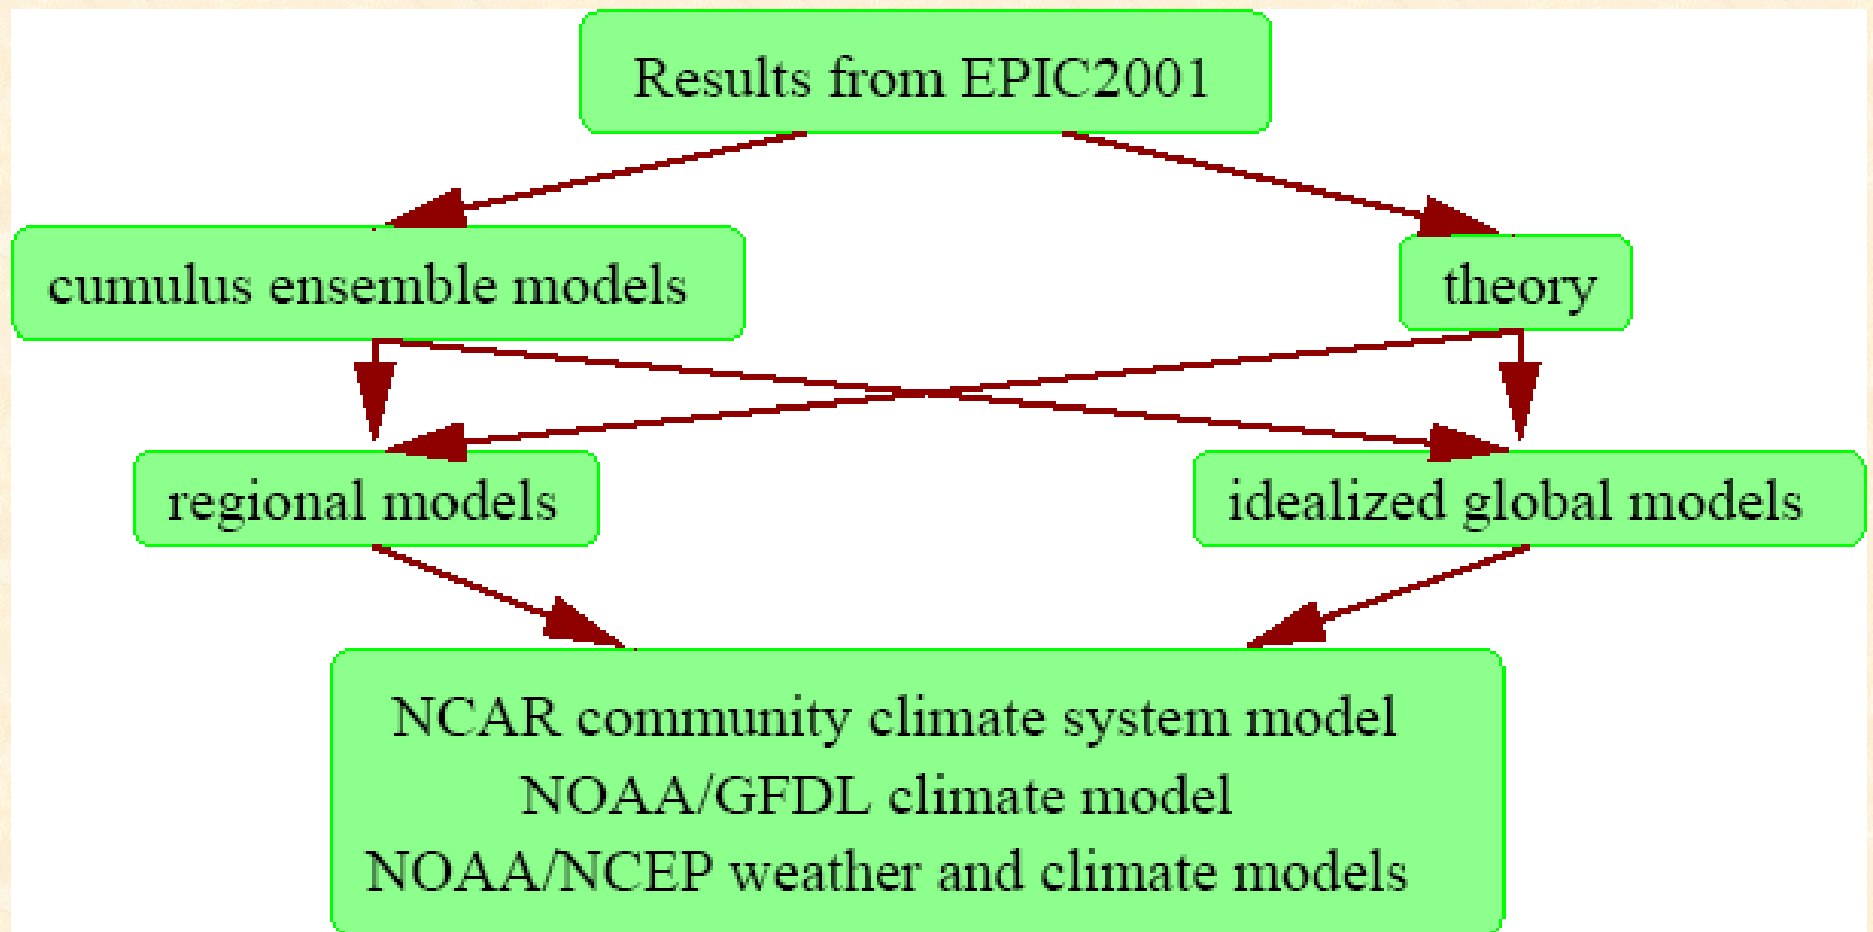 Results from EPIC2001
cumulus ensemble models
theory
regional models
idealized global models
NCAR community climate system model
NOAA/GFDL climate model
NOAA/NCEP weather and climate models